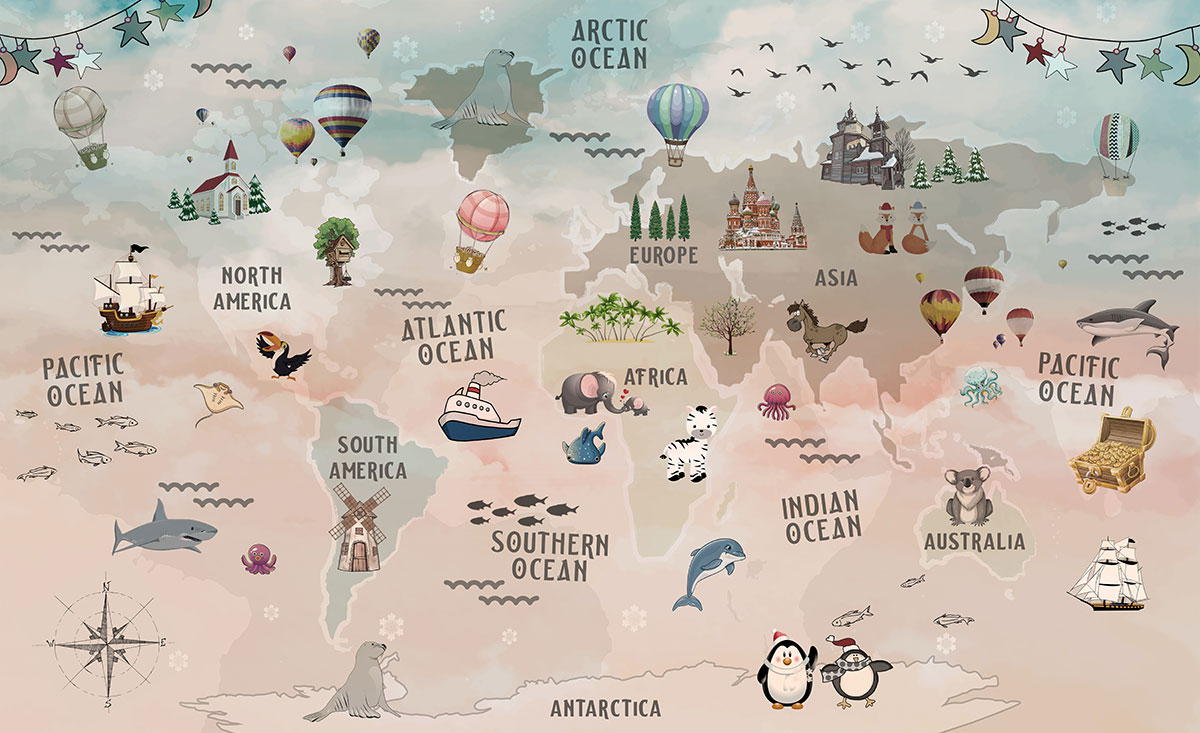 ARCTIC
OCEAN
EUROPE
NORTH
AMERICA
ASIA
ATLANTIC
OCEAN
PACIFIC
OCEAN
PACIFIC
OCEAN
AFRICA
SOUTH
AMERICA
INDIAN
OCEAN
SOUTHERN
OCEAN
AUSTRALIA
N
W
E
S
ANTARCTICA